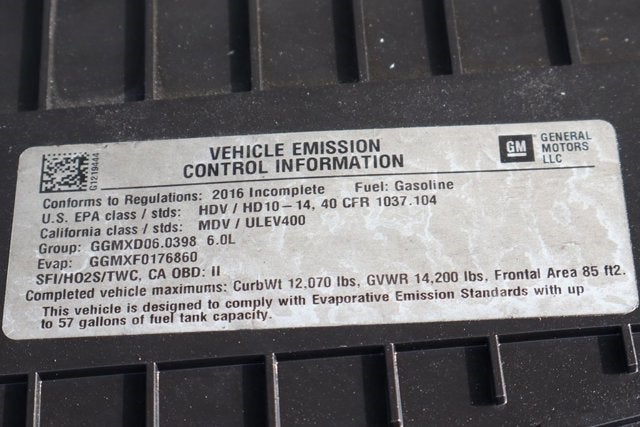 VEHICLE EMISSION
CONTROL INFORMATION
GM
GENERAL
MOTORS
LLC
G1219444
Conforms to Regulations: 2016 Incomplete Fuel: Gasoline
U.S. EPA class / stds: HDV / HD10-14, 40 CFR 1037.104
California class / stds: MDV / ULEV400
Group: GGMXD06.0398 6.0L
Evap: GGMXF0176860
SFI/HO2S/TWC, CA OBD: II
Completed vehicle maximums: CurbWt 12,070 lbs, GVWR 14,200 lbs, Frontal Area 85 ft2.
This vehicle is designed to comply with Evaporative Emission Standards with up
to 57 gallons of fuel tank capacity.